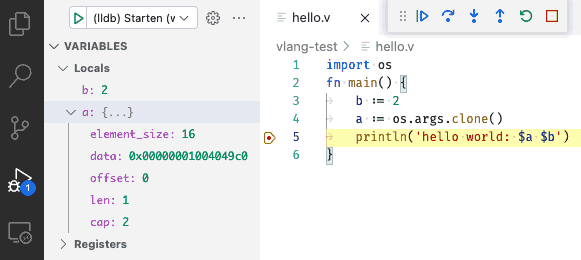 (lldb) Starten (w
VARIABLES
Locals
b: 2
a: {...}
element_size: 16
data: 0x00000001004049c0
offset: 0
len: 1
cap: 2
Registers
1
hello.v
vlang-test > hello.v
1 import os
2 fn main() {
3 b := 2
4 a := os.args.clone()
5 println('hello world: $a $b')
6 }